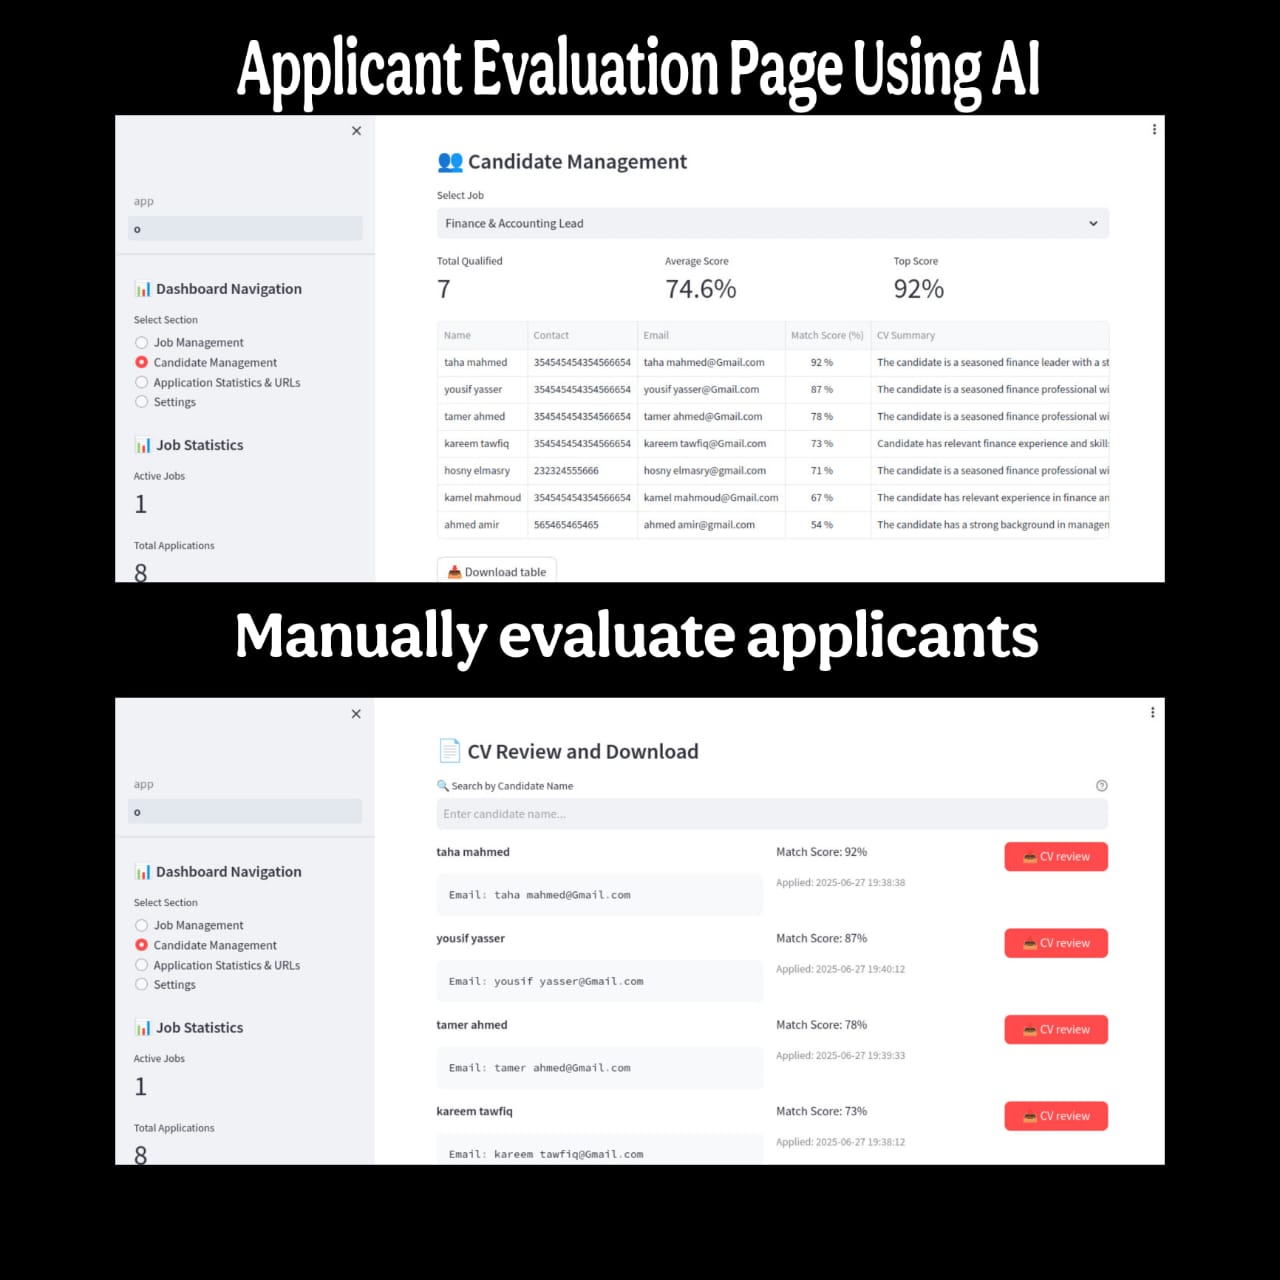 Applicant Evaluation Page Using AI
app
o
📊 Dashboard Navigation
Select Section
Job Management
Candidate Management
Application Statistics & URLs
Settings
📊 Job Statistics
Active Jobs
1
Total Applications
8
👥 Candidate Management
Select Job
Finance & Accounting Lead
Total Qualified Average Score Top Score
7 74.6% 92%
Name Contact Email Match Score (%) CV Summary
taha mahmed 354545454354566654 taha mahmed@Gmail.com 92 % The candidate is a seasoned finance leader with a st
yousif yasser 354545454354566654 yousif yasser@Gmail.com 87 % The candidate is a seasoned finance professional wi
tamer ahmed 354545454354566654 tamer ahmed@Gmail.com 78 % The candidate is a seasoned finance professional wi
kareem tawfiq 354545454354566654 kareem tawfiq@Gmail.com 73 % Candidate has relevant finance experience and skill
hosny elmasry 232324555666 hosny elmasry@gmail.com 71 % The candidate is a seasoned finance professional wi
kamel mahmoud 354545454354566654 kamel mahmoud@Gmail.com 67 % The candidate has relevant experience in finance an
ahmed amir 565465465465 ahmed amir@gmail.com 54 % The candidate has a strong background in managem
📥 Download table
Manually evaluate applicants
app
o
📊 Dashboard Navigation
Select Section
Job Management
Candidate Management
Application Statistics & URLs
Settings
📊 Job Statistics
Active Jobs
1
Total Applications
8
📄 CV Review and Download
🔍 Search by Candidate Name
Enter candidate name...
taha mahmed Match Score: 92% 📥 CV review
Applied: 2025-06-27 19:38:38
Email: taha mahmed@Gmail.com
yousif yasser Match Score: 87% 📥 CV review
Applied: 2025-06-27 19:40:12
Email: yousif yasser@Gmail.com
tamer ahmed Match Score: 78% 📥 CV review
Applied: 2025-06-27 19:39:33
Email: tamer ahmed@Gmail.com
kareem tawfiq Match Score: 73% 📥 CV review
Applied: 2025-06-27 19:38:12
Email: kareem tawfiq@Gmail.com